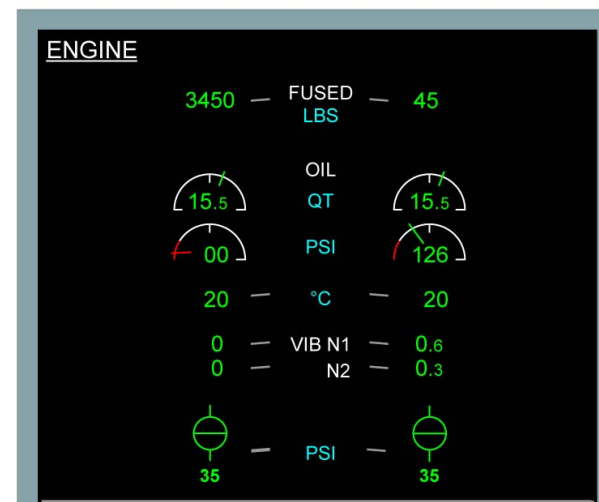 ENGINE
3450 FUSED 45
LBS
OIL
15.5 QT 15.5
00 PSI 126
20 °C 20
0 VIB N1 0.6
0 N2 0.3
PSI
35 35